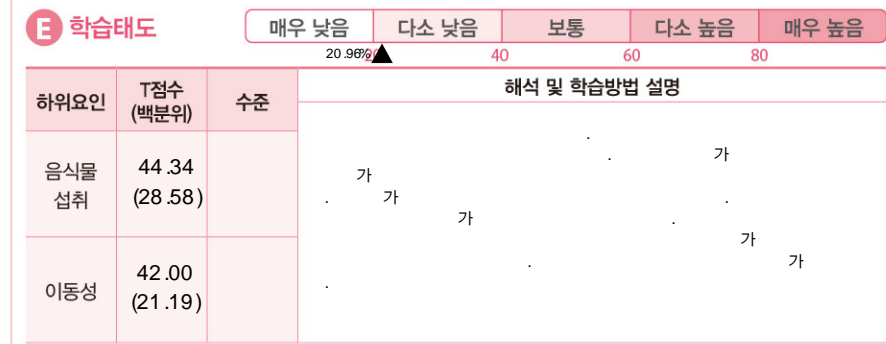 E 학습태도
매우 낮음 다소 낮음 보통 다소 높음 매우 높음
20.96% 40 60 80
하위요인 T점수 (백분위) 수준 해석 및 학습방법 설명
음식물 섭취
44.34
(28.58)
.
. 가
가
. 가 .
가 .
가
이동성
42.00
(21.19)
. 가
.